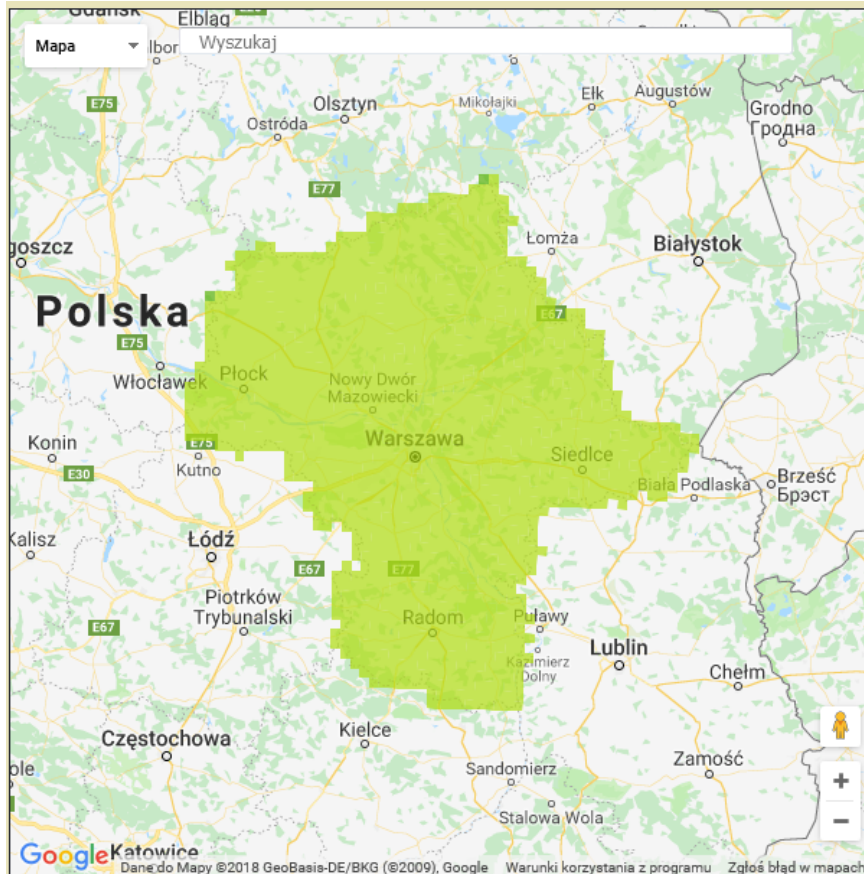 Gdańsk
Elbląg
Mapa
Wyszukaj
E75
Olsztyn
Mikołajki
Ełk
Augustów
Ostróda
Grodno
Гродна
E77
goszcz
Łomża
Białystok
Polska
E67
E75
Włocławek
Płock
Nowy Dwór
Mazowiecki
Konin
E75
Warszawa
Siedlce
E30
Kutno
Biała Podlaska
Brześć
Брэст
Kalisz
Łódź
E67
E77
Piotrków
Trybunalski
E67
Radom
Puławy
Kazimierz
Dolny
Lublin
Chełm
Częstochowa
Kielce
Zamość
ole
Sandomierz
Stalowa Wola
+
−
Google
Katowice
Dane do Mapy ©2018 GeoBasis-DE/BKG (©2009), Google Warunki korzystania z programu Zgłoś błąd w mapach